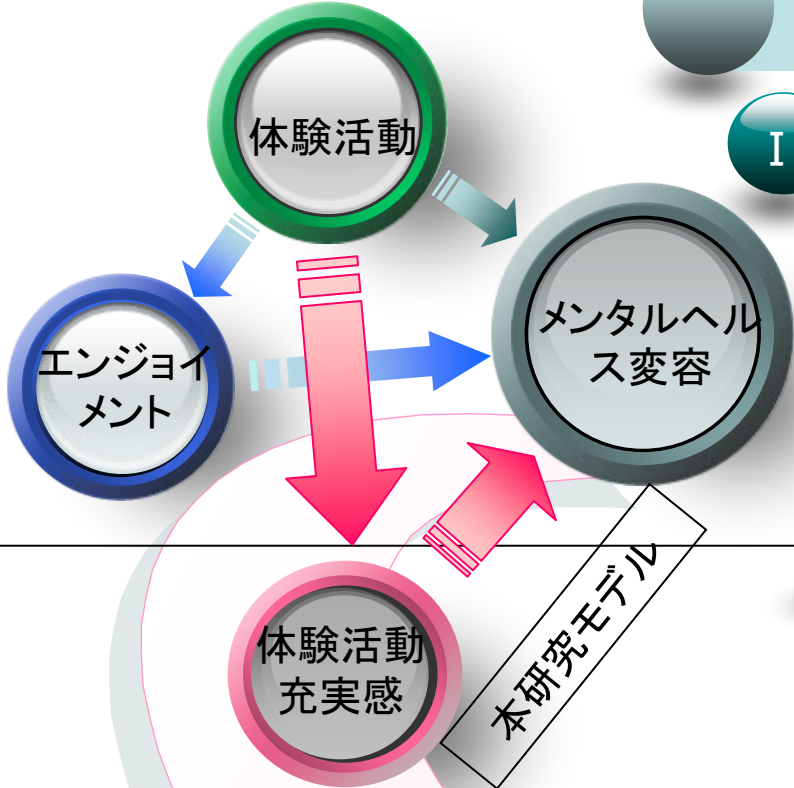 体験活動
I
メンタルヘル
ス変容
エンジョイ
メント
体験活動
充実感
本研究モデル